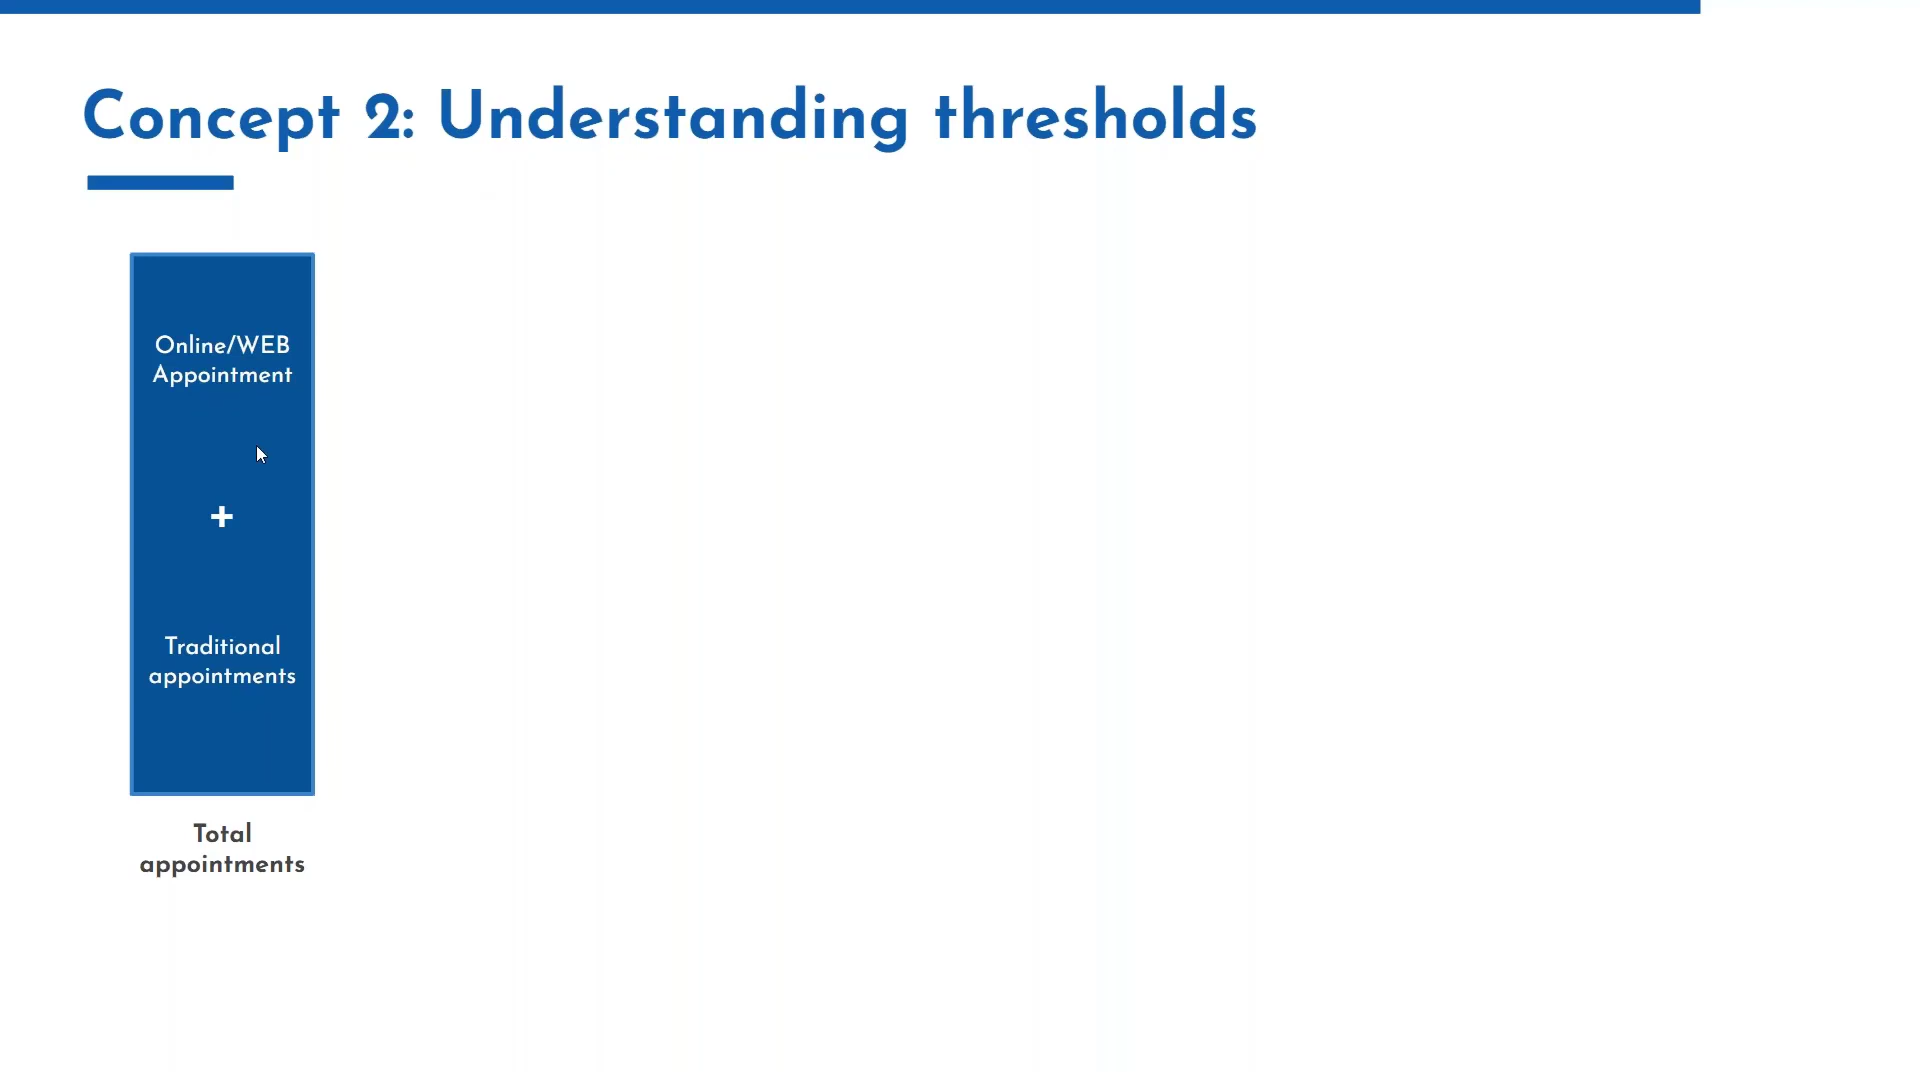 Concept 2: Understanding thresholds
Online/WEB
Appointment
+
Traditional
appointments
Total
appointments